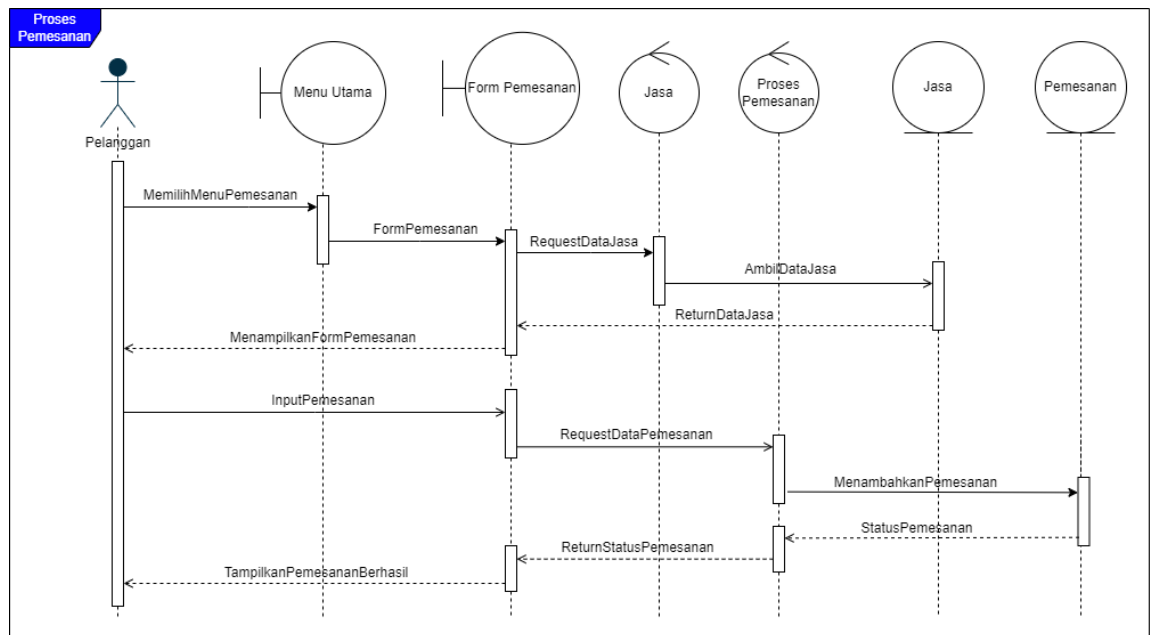 Proses
Pemesanan
Pelanggan
Menu Utama
Form Pemesanan
Jasa
Proses
Pemesanan
Jasa
Pemesanan
MemilihMenuPemesanan
FormPemesanan
RequestDataJasa
AmbilDataJasa
ReturnDataJasa
MenampilkanFormPemesanan
InputPemesanan
RequestDataPemesanan
MenambahkanPemesanan
StatusPemesanan
ReturnStatusPemesanan
TampilkanPemesananBerhasil